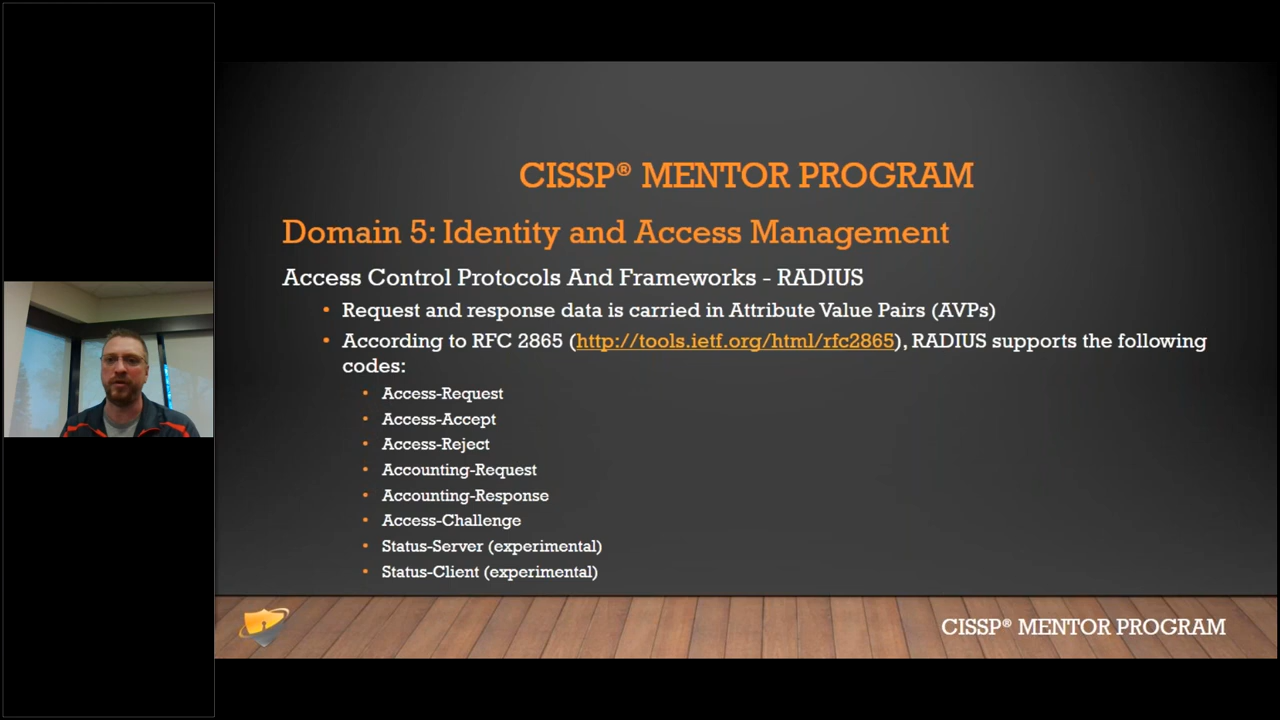 CISSP® MENTOR PROGRAM
Domain 5: Identity and Access Management
Access Control Protocols And Frameworks - RADIUS
• Request and response data is carried in Attribute Value Pairs (AVPs)
• According to RFC 2865 (http://tools.ietf.org/html/rfc2865), RADIUS supports the following
codes:
• Access-Request
• Access-Accept
• Access-Reject
• Accounting-Request
• Accounting-Response
• Access-Challenge
• Status-Server (experimental)
• Status-Client (experimental)
CISSP® MENTOR PROGRAM